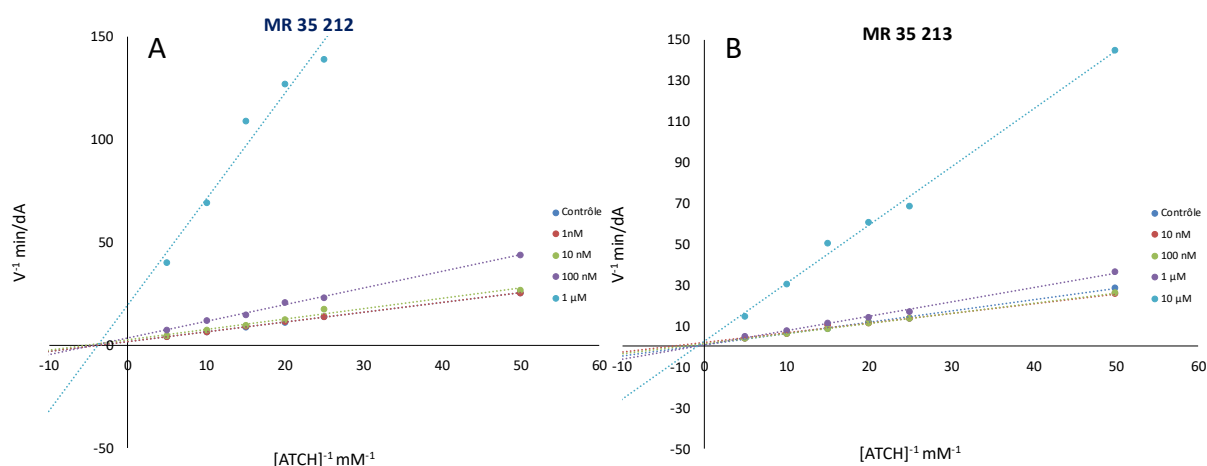 A
MR 35 212
150
100
50
0
-50
-10
0
10
20
30
40
50
60
V⁻¹ min/dA
[ATCH]⁻¹ mM⁻¹
Contrôle
1nM
10 nM
100 nM
1 µM
B
MR 35 213
150
130
110
90
70
50
30
10
-10
-30
-50
-10
0
10
20
30
40
50
60
V⁻¹ min/dA
[ATCH]⁻¹ mM⁻¹
Contrôle
10 nM
100 nM
1 µM
10 µM